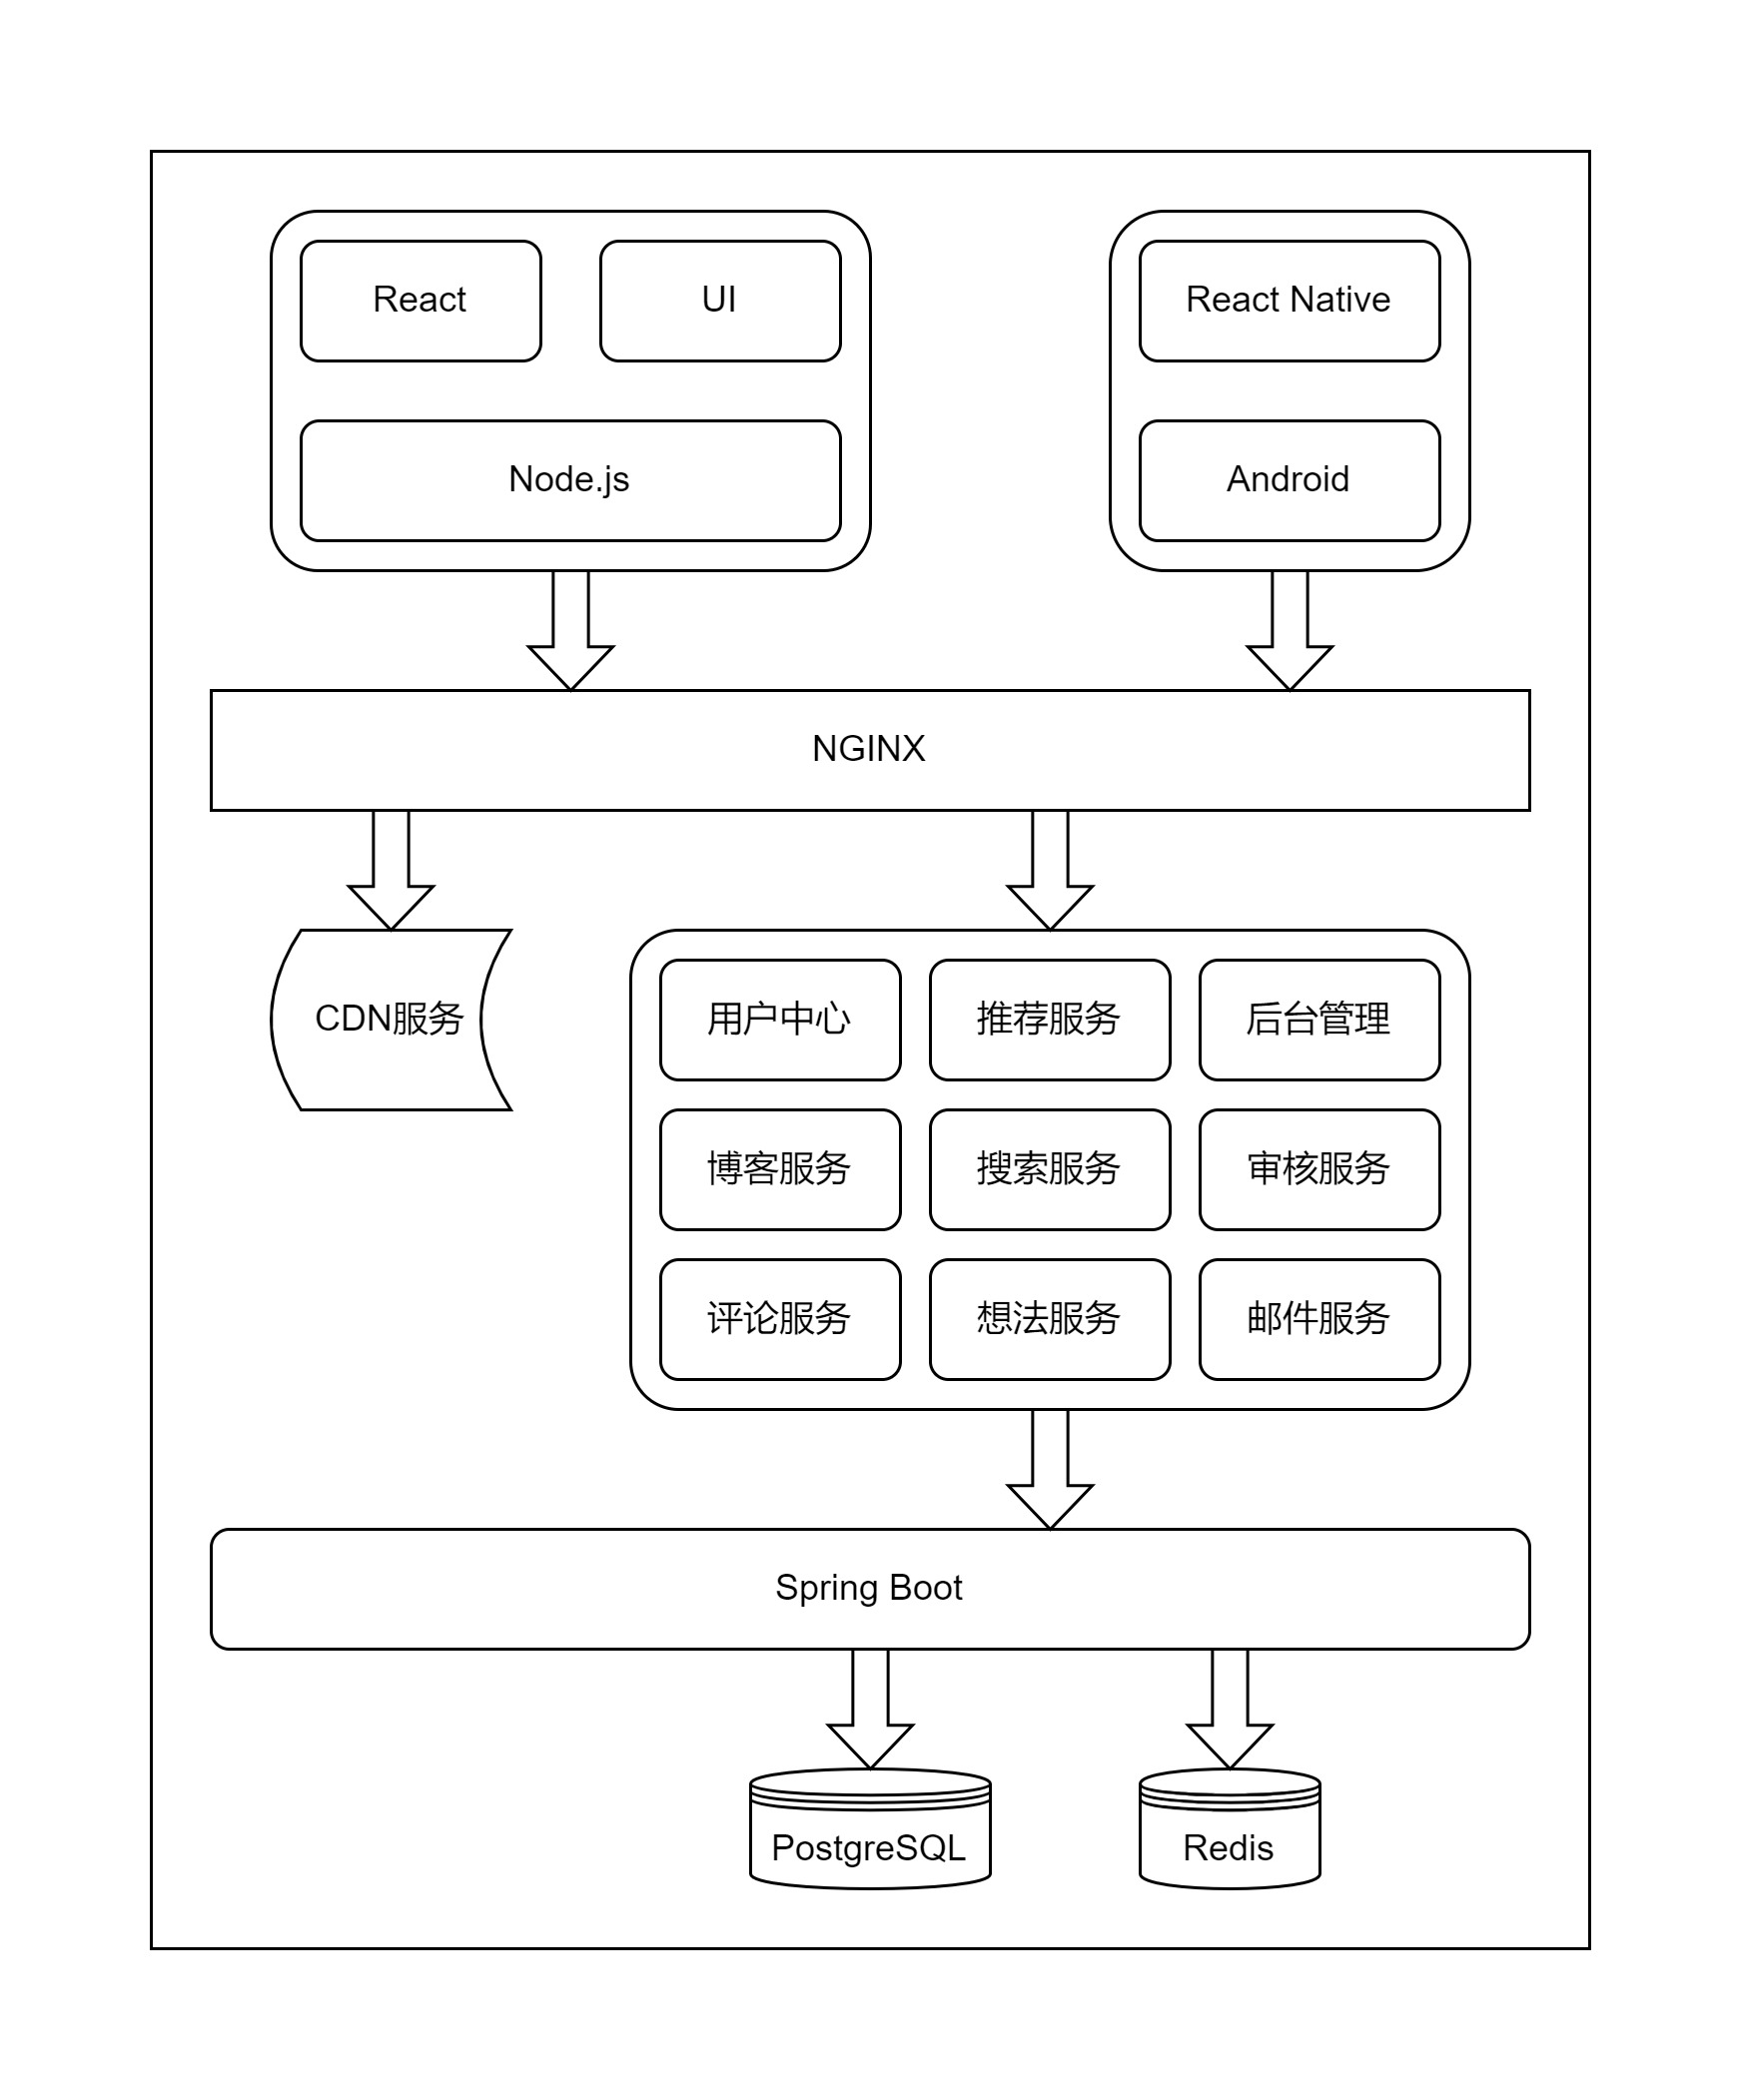 React
UI
React Native
Node.js
Android
NGINX
CDN服务
用户中心
推荐服务
后台管理
博客服务
搜索服务
审核服务
评论服务
想法服务
邮件服务
Spring Boot
PostgreSQL
Redis